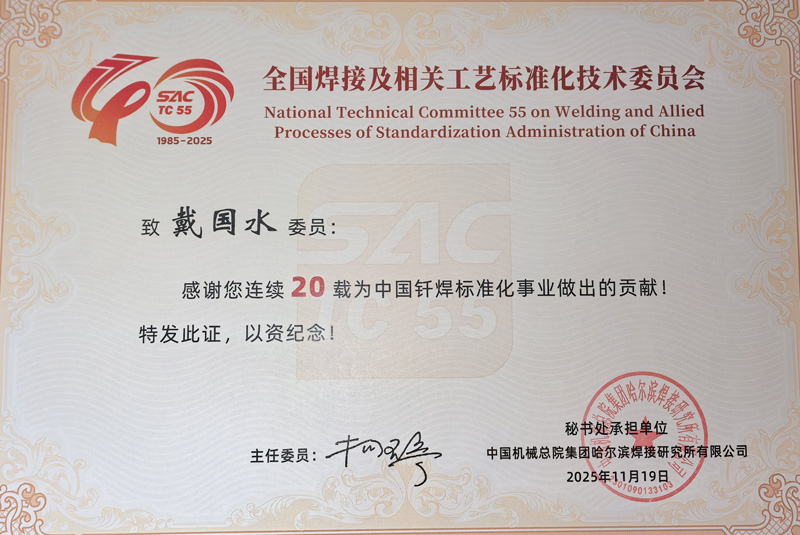 全国焊接及相关工艺标准化技术委员会
National Technical Committee 55 on Welding and Allied
Processes of Standardization Administration of China
SAC
TC 55
1985-2025
SAC
TC 55
致 戴国水 委员：
感谢您连续 20 载为中国钎焊标准化事业做出的贡献！
特发此证，以资纪念！
主任委员：
秘书处承担单位
中国机械总院集团哈尔滨焊接研究所有限公司
2025年11月19日